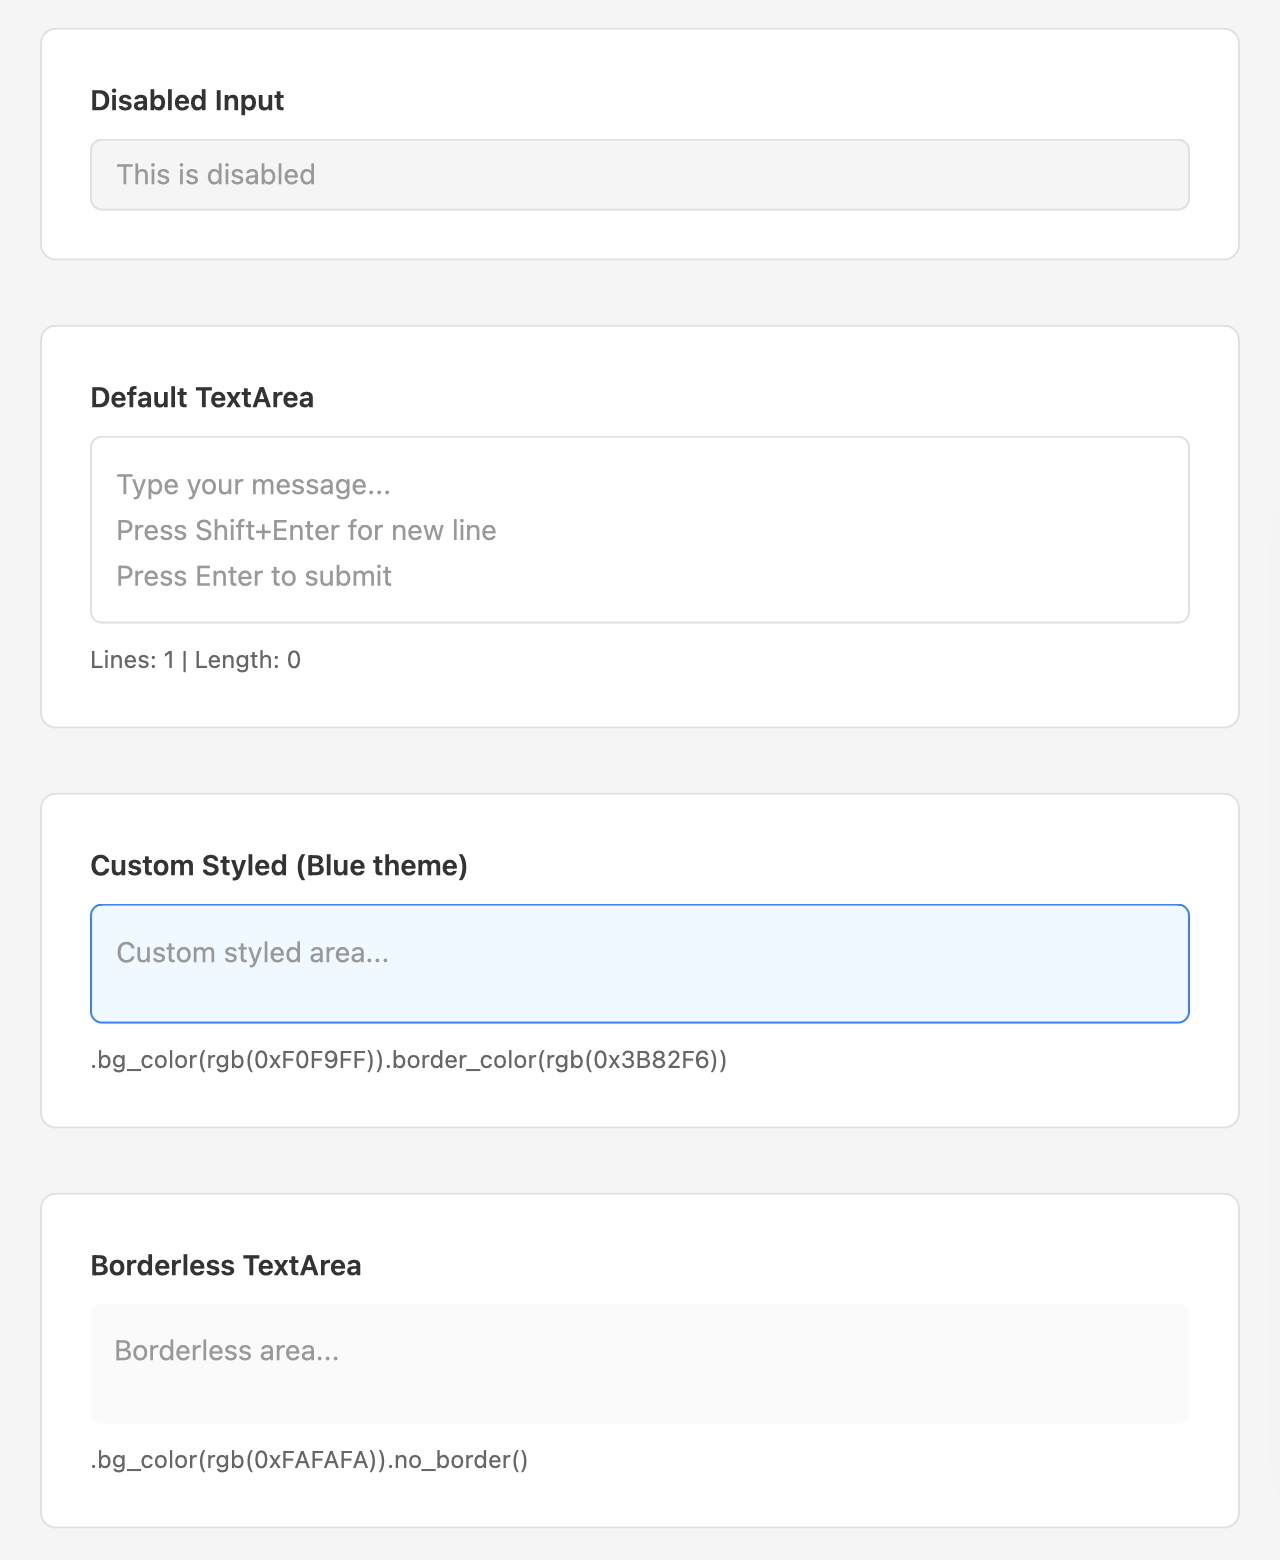 Disabled Input
This is disabled
Default TextArea
Type your message...
Press Shift+Enter for new line
Press Enter to submit
Lines: 1 | Length: 0
Custom Styled (Blue theme)
Custom styled area...
.bg_color(rgb(0xF0F9FF)).border_color(rgb(0x3B82F6))
Borderless TextArea
Borderless area...
.bg_color(rgb(0xFAFAFA)).no_border()